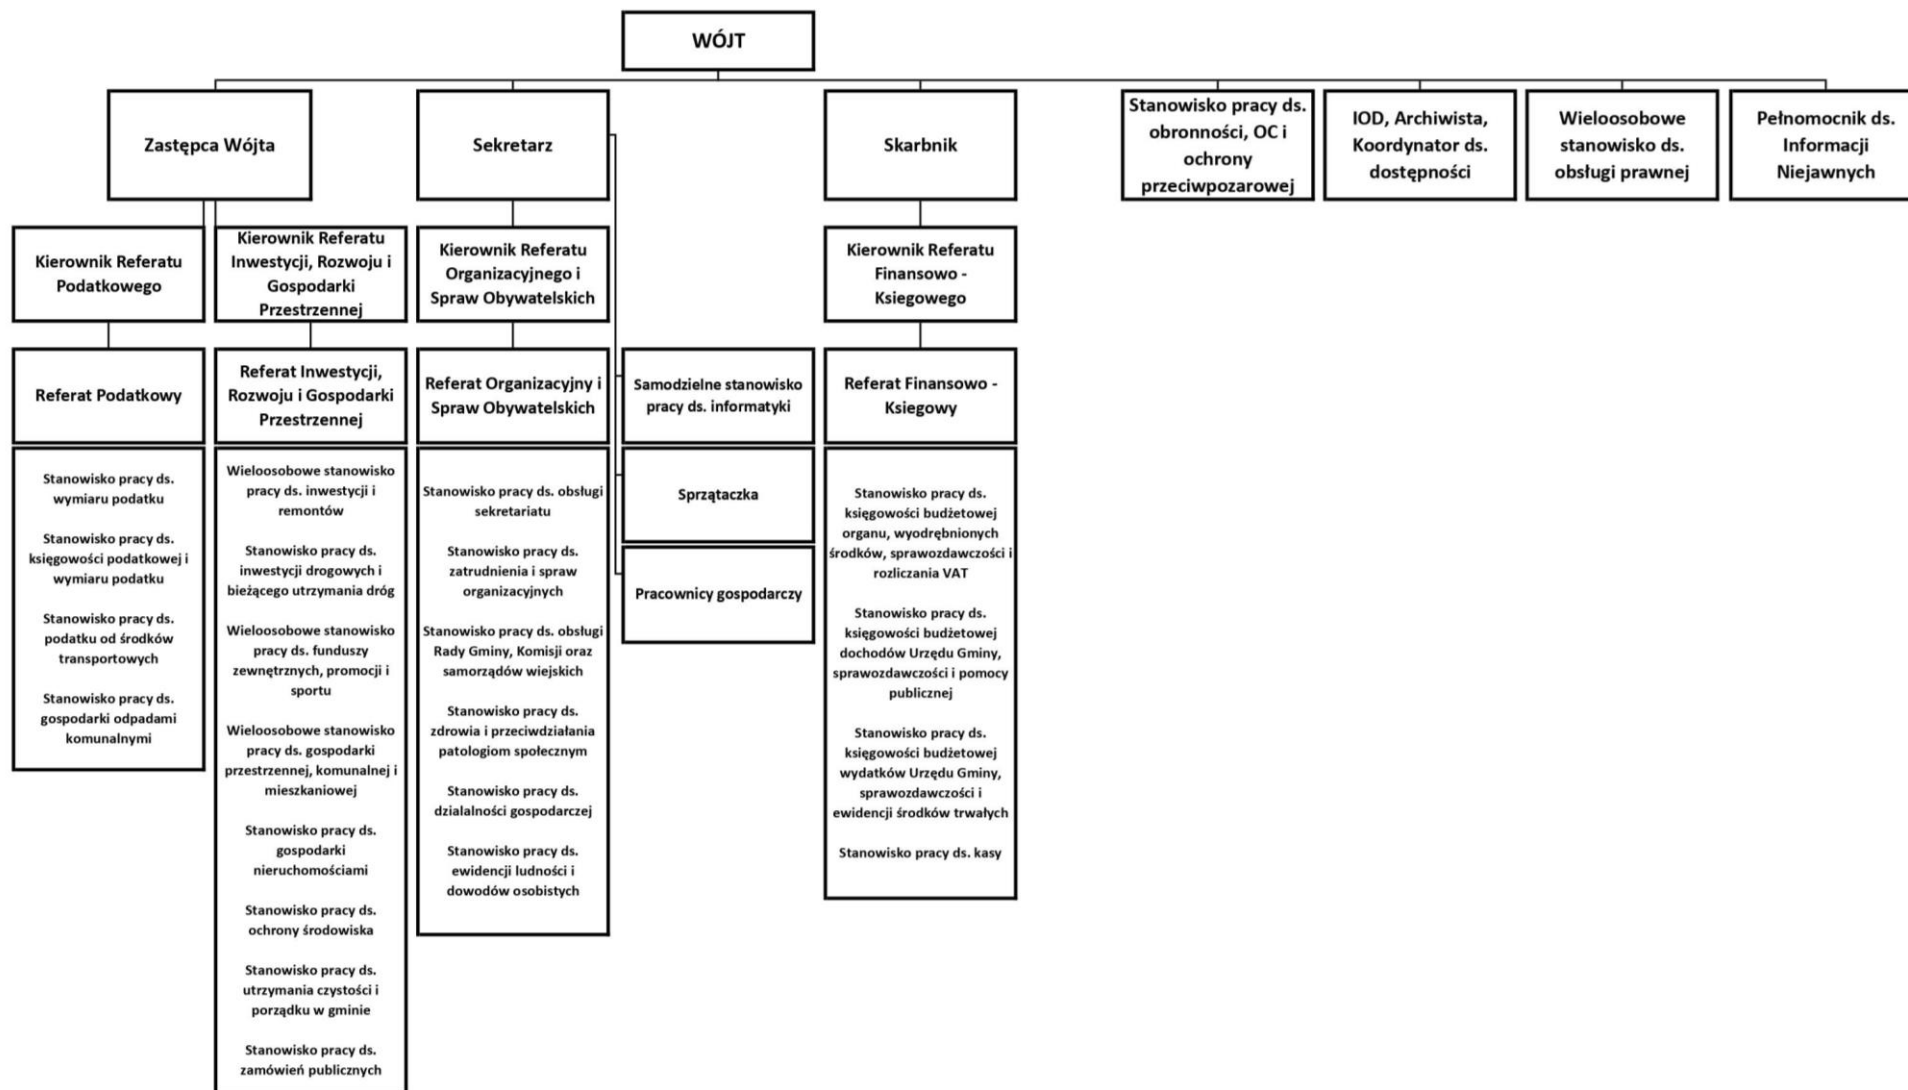 WÓJT
Zastępca Wójta
Sekretarz
Skarbnik
Stanowisko pracy ds.
obronności, OC i
ochrony
przeciwpozarowej
IOD, Archiwista,
Koordynator ds.
dostępności
Wieloosobowe
stanowisko ds.
obsługi prawnej
Pełnomocnik ds.
Informacji
Niejawnych
Kierownik Referatu
Podatkowego
Kierownik Referatu
Inwestycji, Rozwoju i
Gospodarki
Przestrzennej
Kierownik Referatu
Organizacyjnego i
Spraw Obywatelskich
Kierownik Referatu
Finansowo -
Ksiegowego
Referat Podatkowy
Referat Inwestycji,
Rozwoju i Gospodarki
Przestrzennej
Referat Organizacyjny i
Spraw Obywatelskich
Samodzielne stanowisko
pracy ds. informatyki
Referat Finansowo -
Ksiegowy
Stanowisko pracy ds.
wymiaru podatku
Stanowisko pracy ds.
księgowości podatkowej i
wymiaru podatku
Stanowisko pracy ds.
podatku od środków
transportowych
Stanowisko pracy ds.
gospodarki odpadami
komunalnymi
Wieloosobowe stanowisko
pracy ds. inwestycji i
remontów
Stanowisko pracy ds.
inwestycji drogowych i
bieżącego utrzymania dróg
Wieloosobowe stanowisko
pracy ds. funduszy
zewnętrznych, promocji i
sportu
Wieloosobowe stanowisko
pracy ds. gospodarki
przestrzennej, komunalnej i
mieszkaniowej
Stanowisko pracy ds.
gospodarki
nieruchomościami
Stanowisko pracy ds.
ochrony środowiska
Stanowisko pracy ds.
utrzymania czystości i
porządku w gminie
Stanowisko pracy ds.
zamówień publicznych
Stanowisko pracy ds. obsługi
sekretariatu
Stanowisko pracy ds.
zatrudnienia i spraw
organizacyjnych
Stanowisko pracy ds. obsługi
Rady Gminy, Komisji oraz
samorządów wiejskich
Stanowisko pracy ds.
zdrowia i przeciwdziałania
patologiom społecznym
Stanowisko pracy ds.
dzialalności gospodarczej
Stanowisko pracy ds.
ewidencji ludności i
dowodów osobistych
Sprzątaczka
Pracownicy gospodarczy
Stanowisko pracy ds.
księgowości budżetowej
organu, wyodrębnionych
środków, sprawozdawczości i
rozliczania VAT
Stanowisko pracy ds.
księgowości budżetowej
dochodów Urzędu Gminy,
sprawozdawczości i pomocy
publicznej
Stanowisko pracy ds.
księgowości budżetowej
wydatków Urzędu Gminy,
sprawozdawczości i
ewidencji środków trwałych
Stanowisko pracy ds. kasy